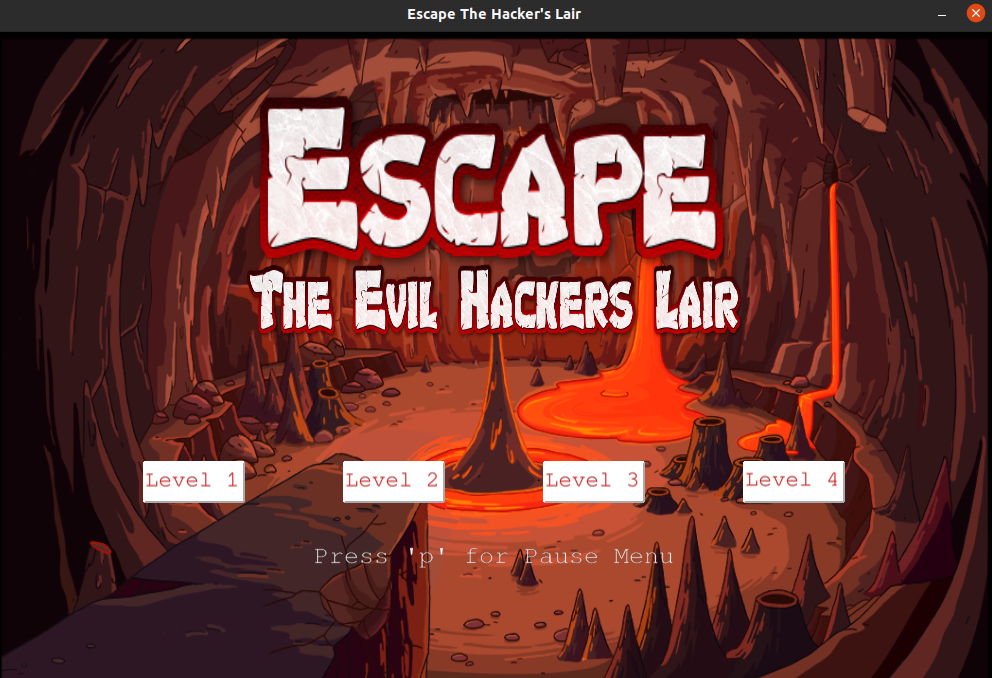 Escape The Hacker's Lair
ESCAPE
THE EVIL HACKERS LAIR
Level 1 Level 2 Level 3 Level 4
Press 'p' for Pause Menu